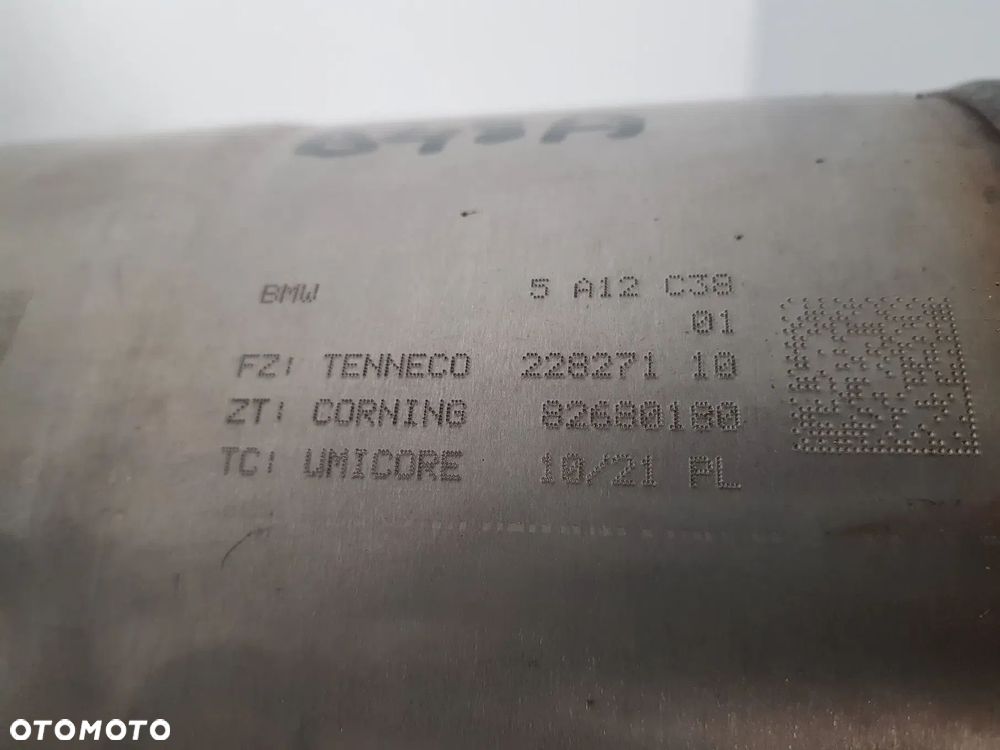 BMW 5 A12 C38
01
FZ: TENNECO 228271 10
ZT: CORNING 82680100
TC: UMICORE 10/21 PL
OTOMOTO